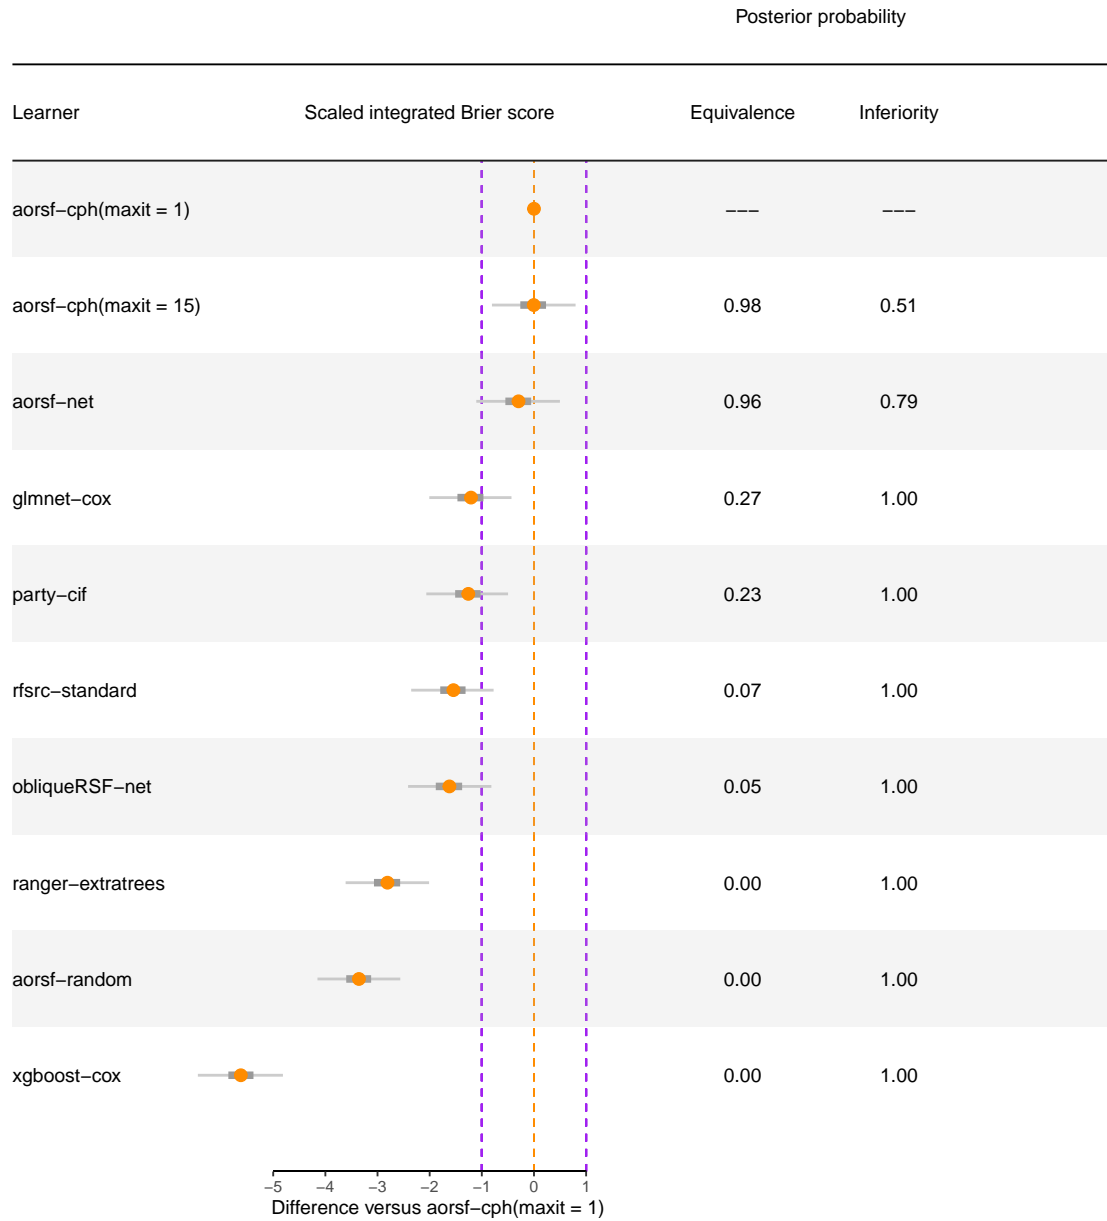 Posterior probability
Learner Scaled integrated Brier score Equivalence Inferiority
aorsf−cph(maxit = 1) −−− −−−
aorsf−cph(maxit = 15) 0.98 0.51
aorsf−net 0.96 0.79
glmnet−cox 0.27 1.00
party−cif 0.23 1.00
rfsrc−standard 0.07 1.00
obliqueRSF−net 0.05 1.00
ranger−extratrees 0.00 1.00
aorsf−random 0.00 1.00
xgboost−cox 0.00 1.00
−5 −4 −3 −2 −1 0 1
Difference versus aorsf−cph(maxit = 1)